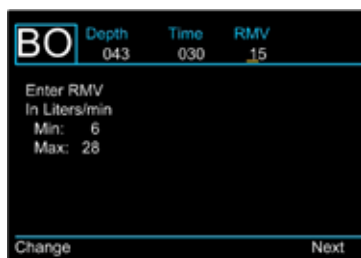 BO Depth Time RMV
043 030 15
Enter RMV
In Liters/min
Min: 6
Max: 28
Change Next